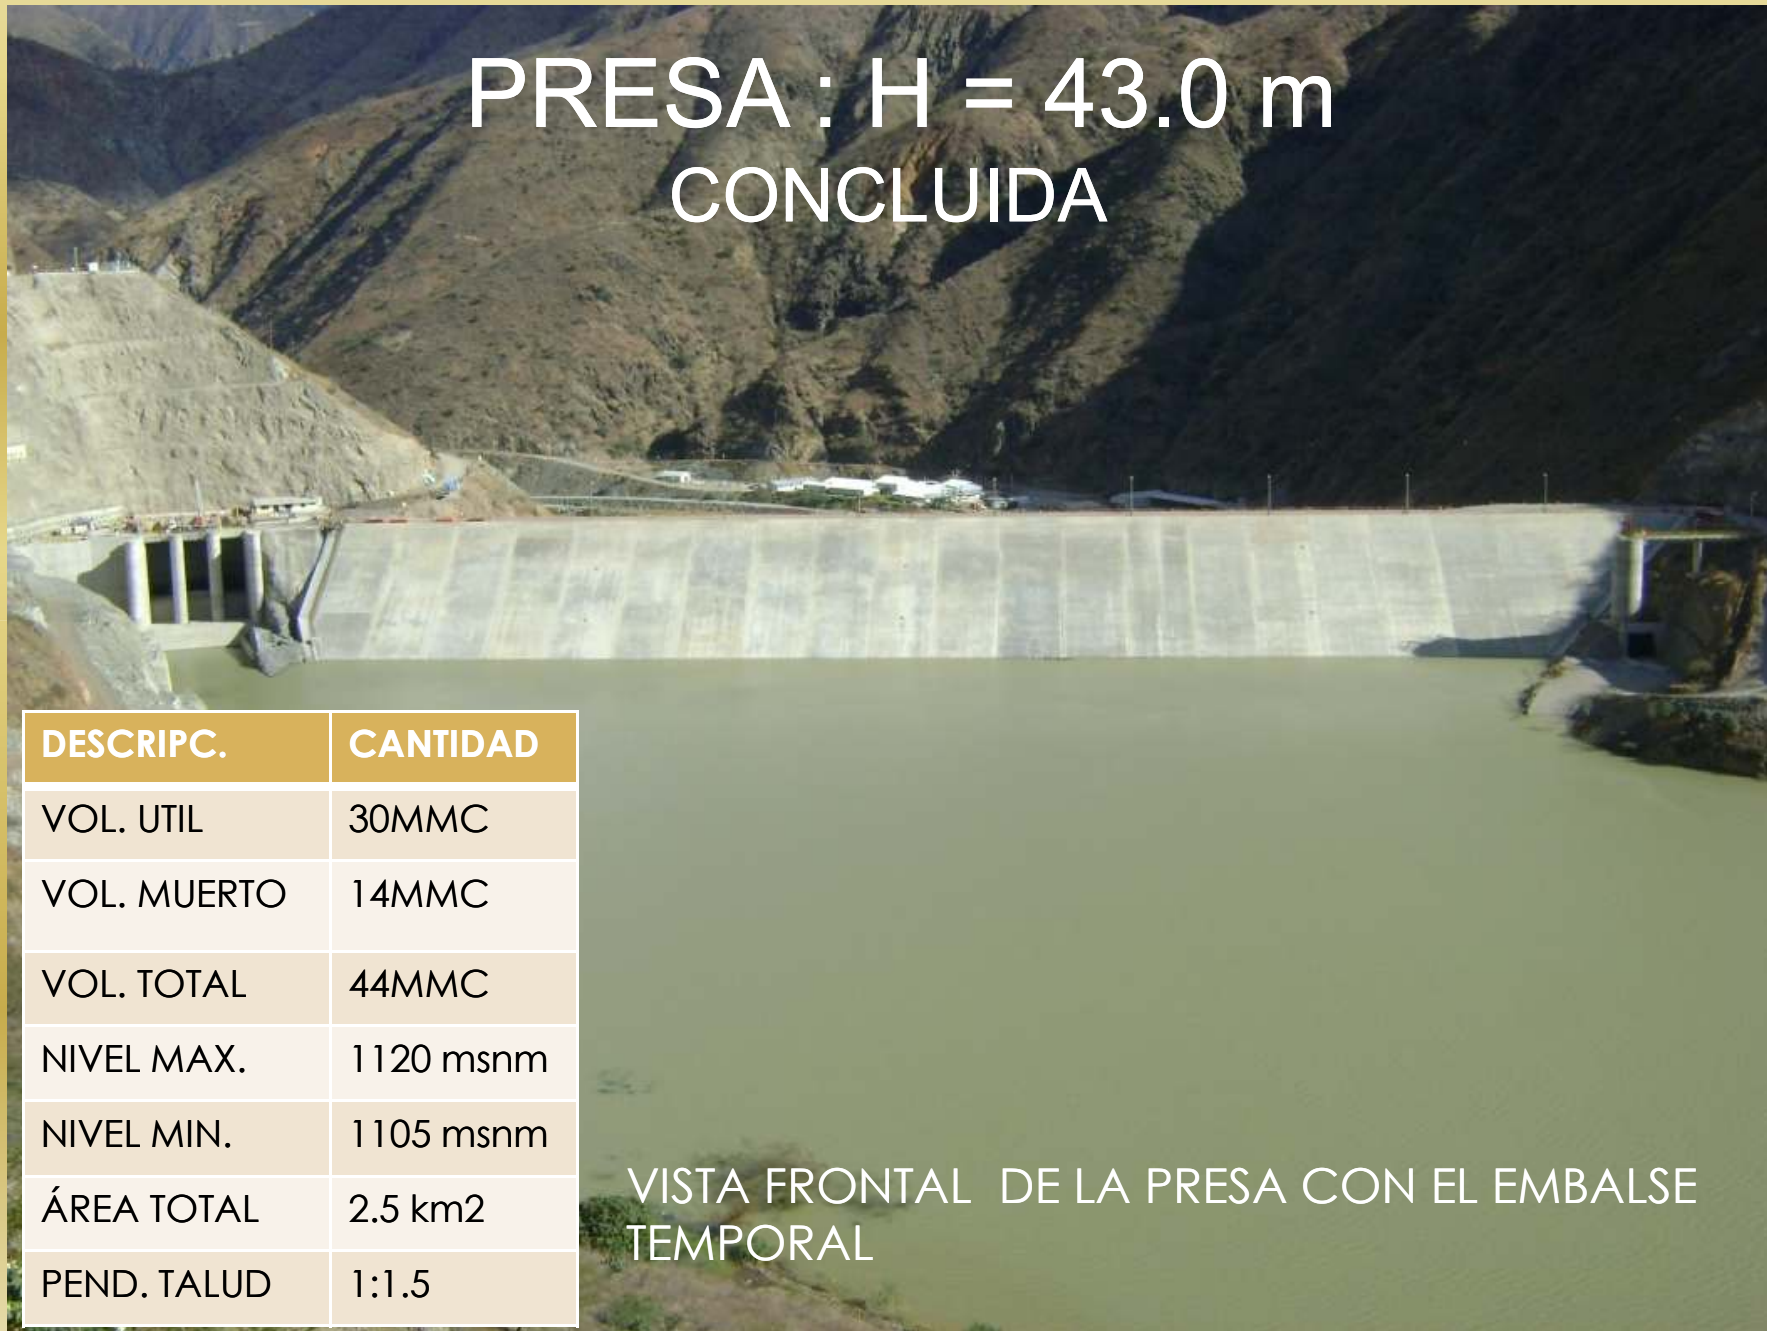 PRESA : H = 43.0 m
CONCLUIDA
DESCRIPC. CANTIDAD
VOL. UTIL 30MMC
VOL. MUERTO 14MMC
VOL. TOTAL 44MMC
NIVEL MAX. 1120 msnm
NIVEL MIN. 1105 msnm
ÁREA TOTAL 2.5 km2
PEND. TALUD 1:1.5
VISTA FRONTAL DE LA PRESA CON EL EMBALSE
TEMPORAL